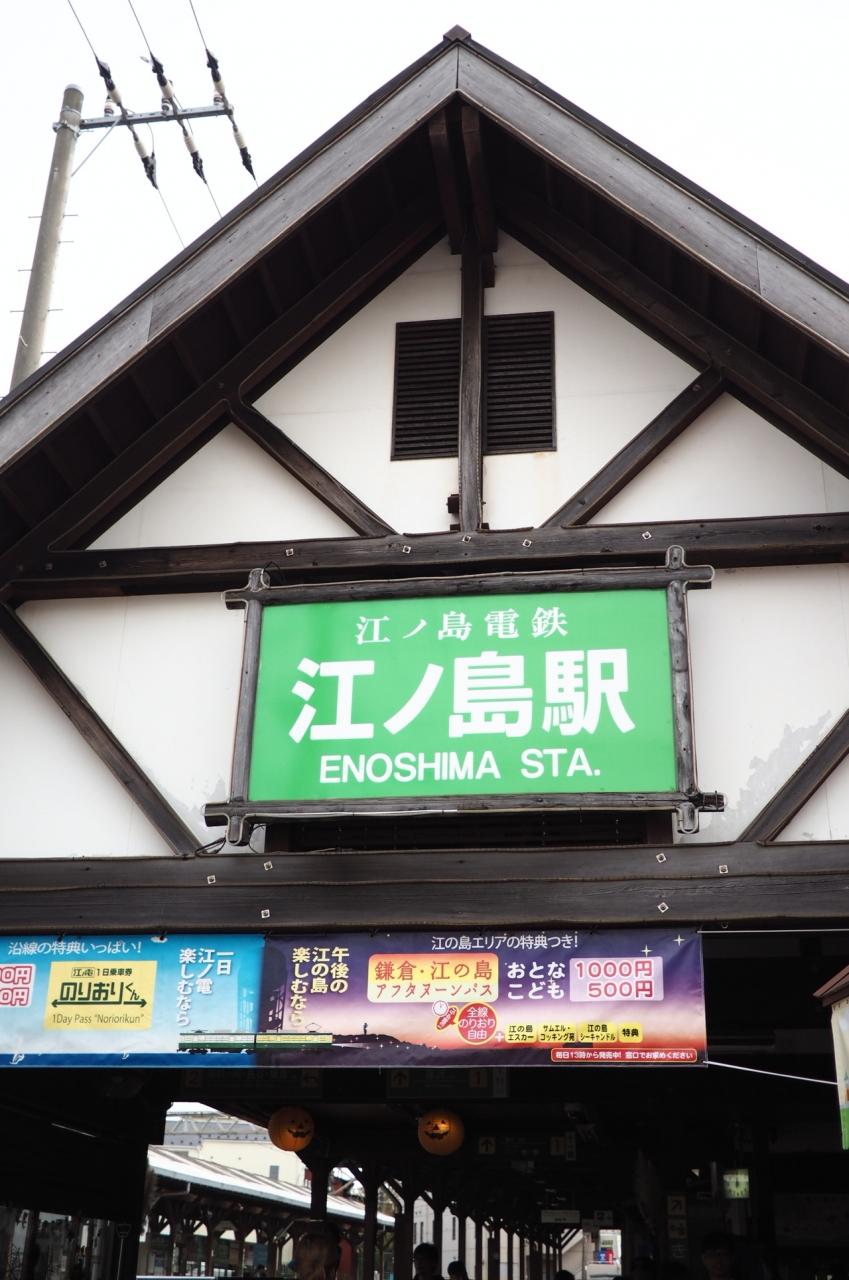 江ノ島電鉄
江ノ島駅
ENOSHIMA STA.
沿線の特典いっぱい!
江ノ電 1日乗車券
のりおりくん
1Day Pass "Noriorikun"
一日
江ノ電
楽しむなら
江の島エリアの特典つき!
午後の
江の島
楽しむなら
鎌倉・江の島
アフタヌーンパス
おとな 1000円
こども 500円
全線
のりおり
自由
+
江の島
エスカー
サムエル・
コッキング苑
江の島
シーキャンドル
特典
毎日13時から発売中! 窓口でお求めください